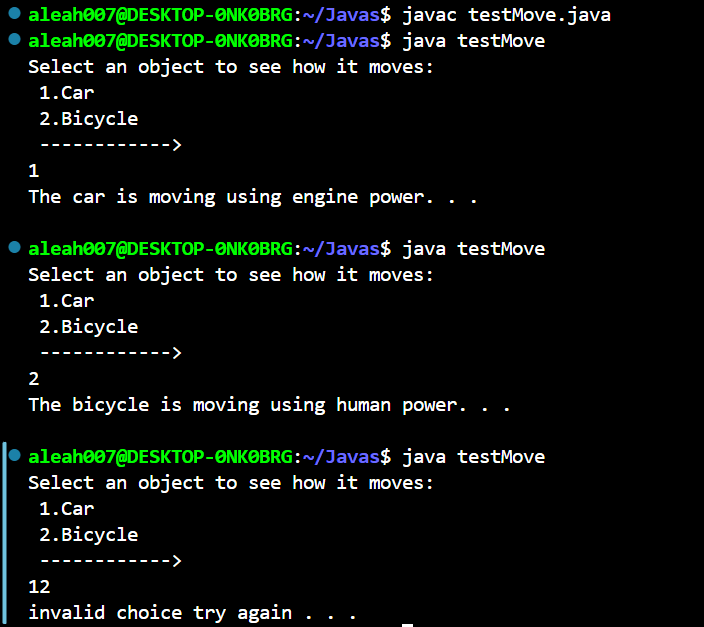 aleah007@DESKTOP-0NK0BRG:~/Javas$ javac testMove.java
aleah007@DESKTOP-0NK0BRG:~/Javas$ java testMove
Select an object to see how it moves:
 1.Car
 2.Bicycle
 ------------>
1
The car is moving using engine power. . .

aleah007@DESKTOP-0NK0BRG:~/Javas$ java testMove
Select an object to see how it moves:
 1.Car
 2.Bicycle
 ------------>
2
The bicycle is moving using human power. . .

aleah007@DESKTOP-0NK0BRG:~/Javas$ java testMove
Select an object to see how it moves:
 1.Car
 2.Bicycle
 ------------>
12
invalid choice try again . . .